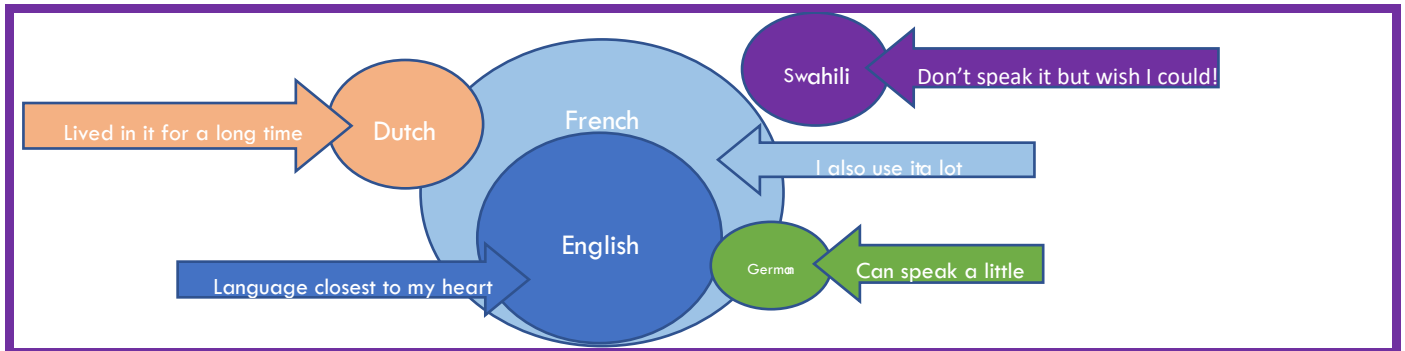 Swahili
Don’t speak it but wish I could!
French
Dutch
Lived in it for a long time
I also use ita lot
English
German
Can speak a little
Language closest to my heart